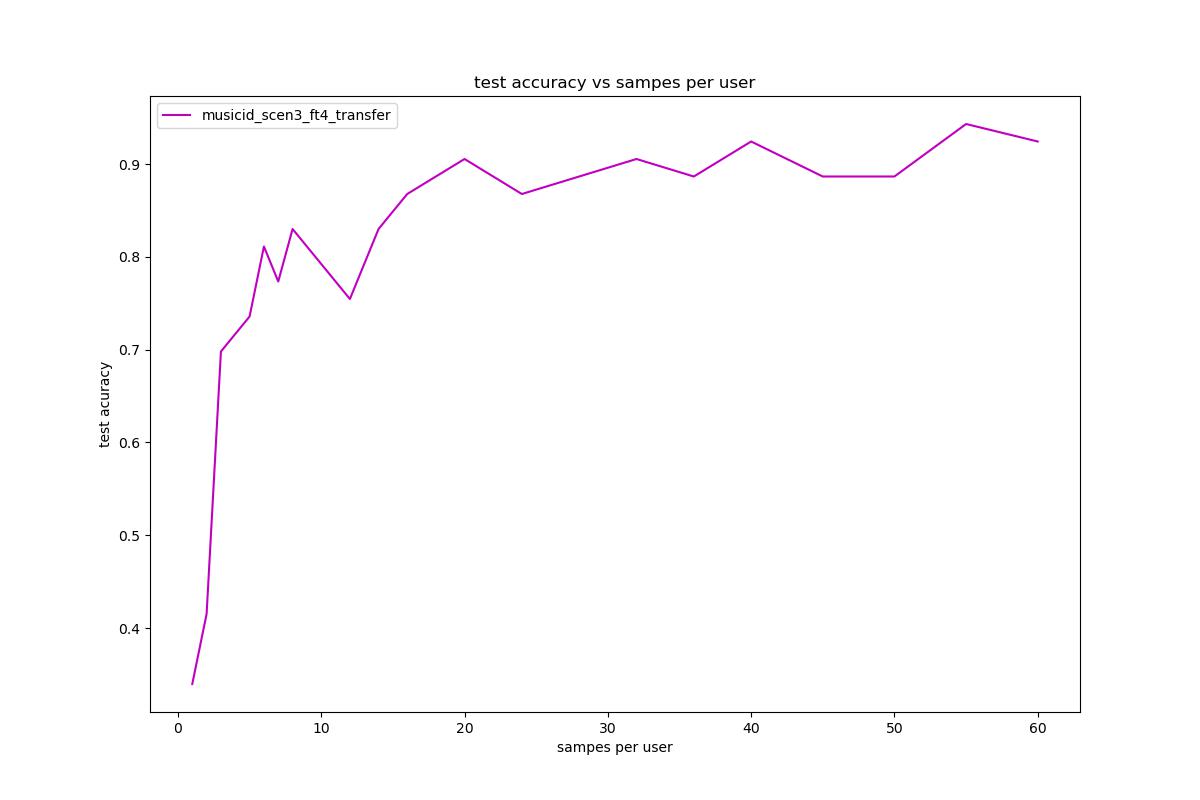 test accuracy vs sampes per user
musicid_scen3_ft4_transfer
test acuracy
0.9
0.8
0.7
0.6
0.5
0.4
0 10 20 30 40 50 60
sampes per user